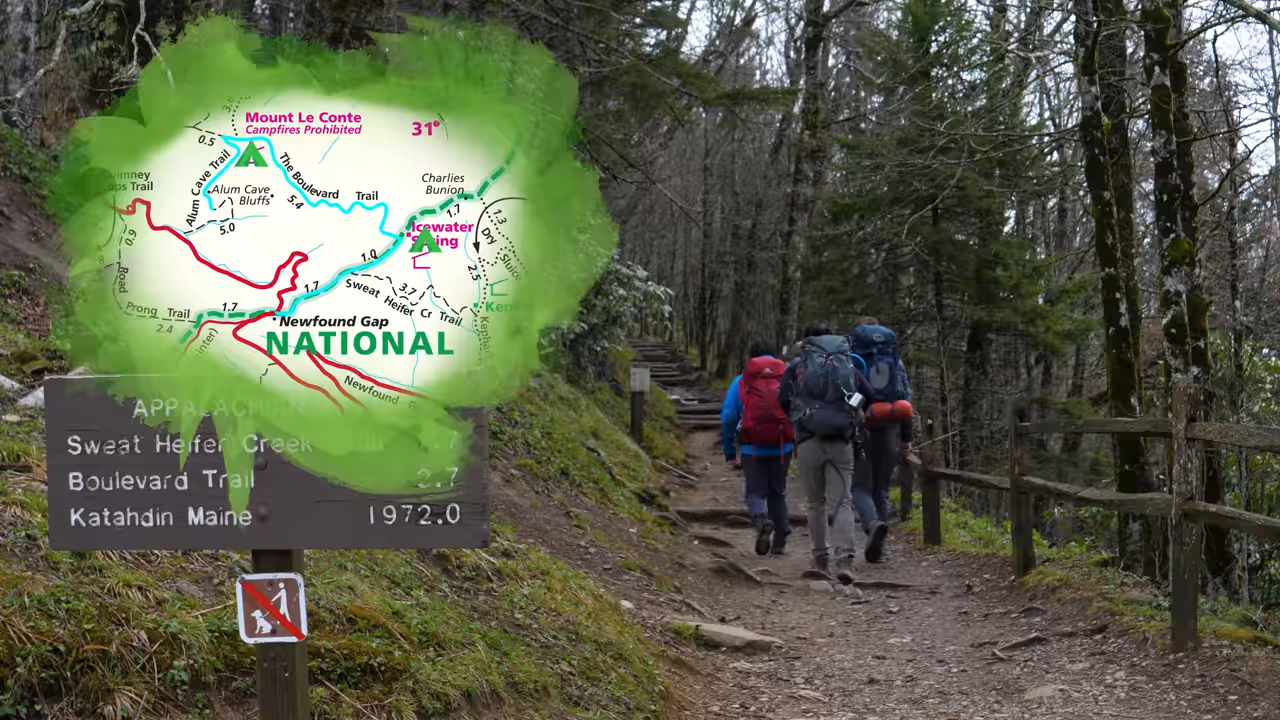 Mount Le Conte
Campfires Prohibited
31°
0.5
Alum Cave Trail
The Boulevard Trail
5.4
Alum Cave
Bluffs
5.0
Charlies
Bunion
1.7
Icewater
1.3
Dry Sluice
2.5
1.0
1.7
Sweat Heifer Cr Trail
3.7
Trail
6.0
Road
Prong Trail
1.7
2.4
Newfound Gap
NATIONAL
Newfound
Sweat Heifer Creek
Boulevard Trail 2.7
Katahdin Maine 1972.0